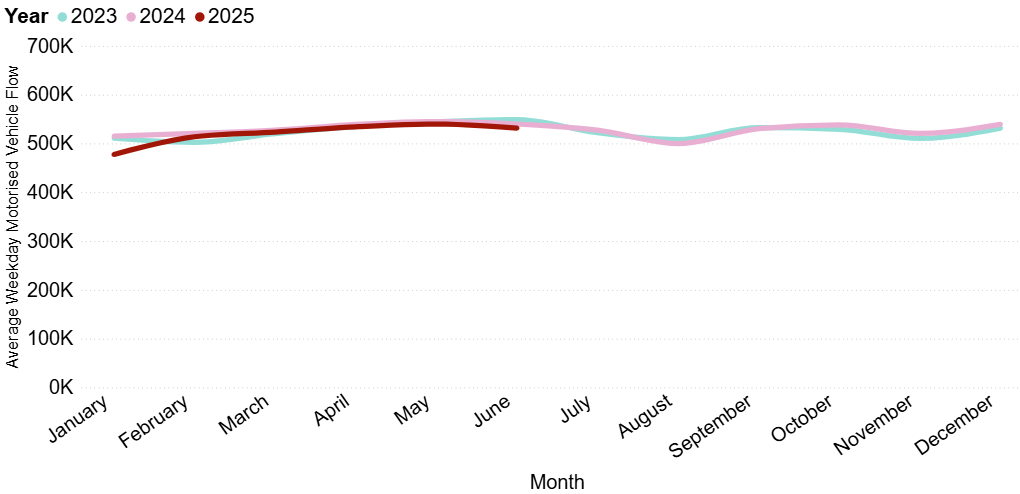 Year 2023 2024 2025
Average Weekday Motorised Vehicle Flow
700K
600K
500K
400K
300K
200K
100K
0K
January February March April May June July August September October November December
Month